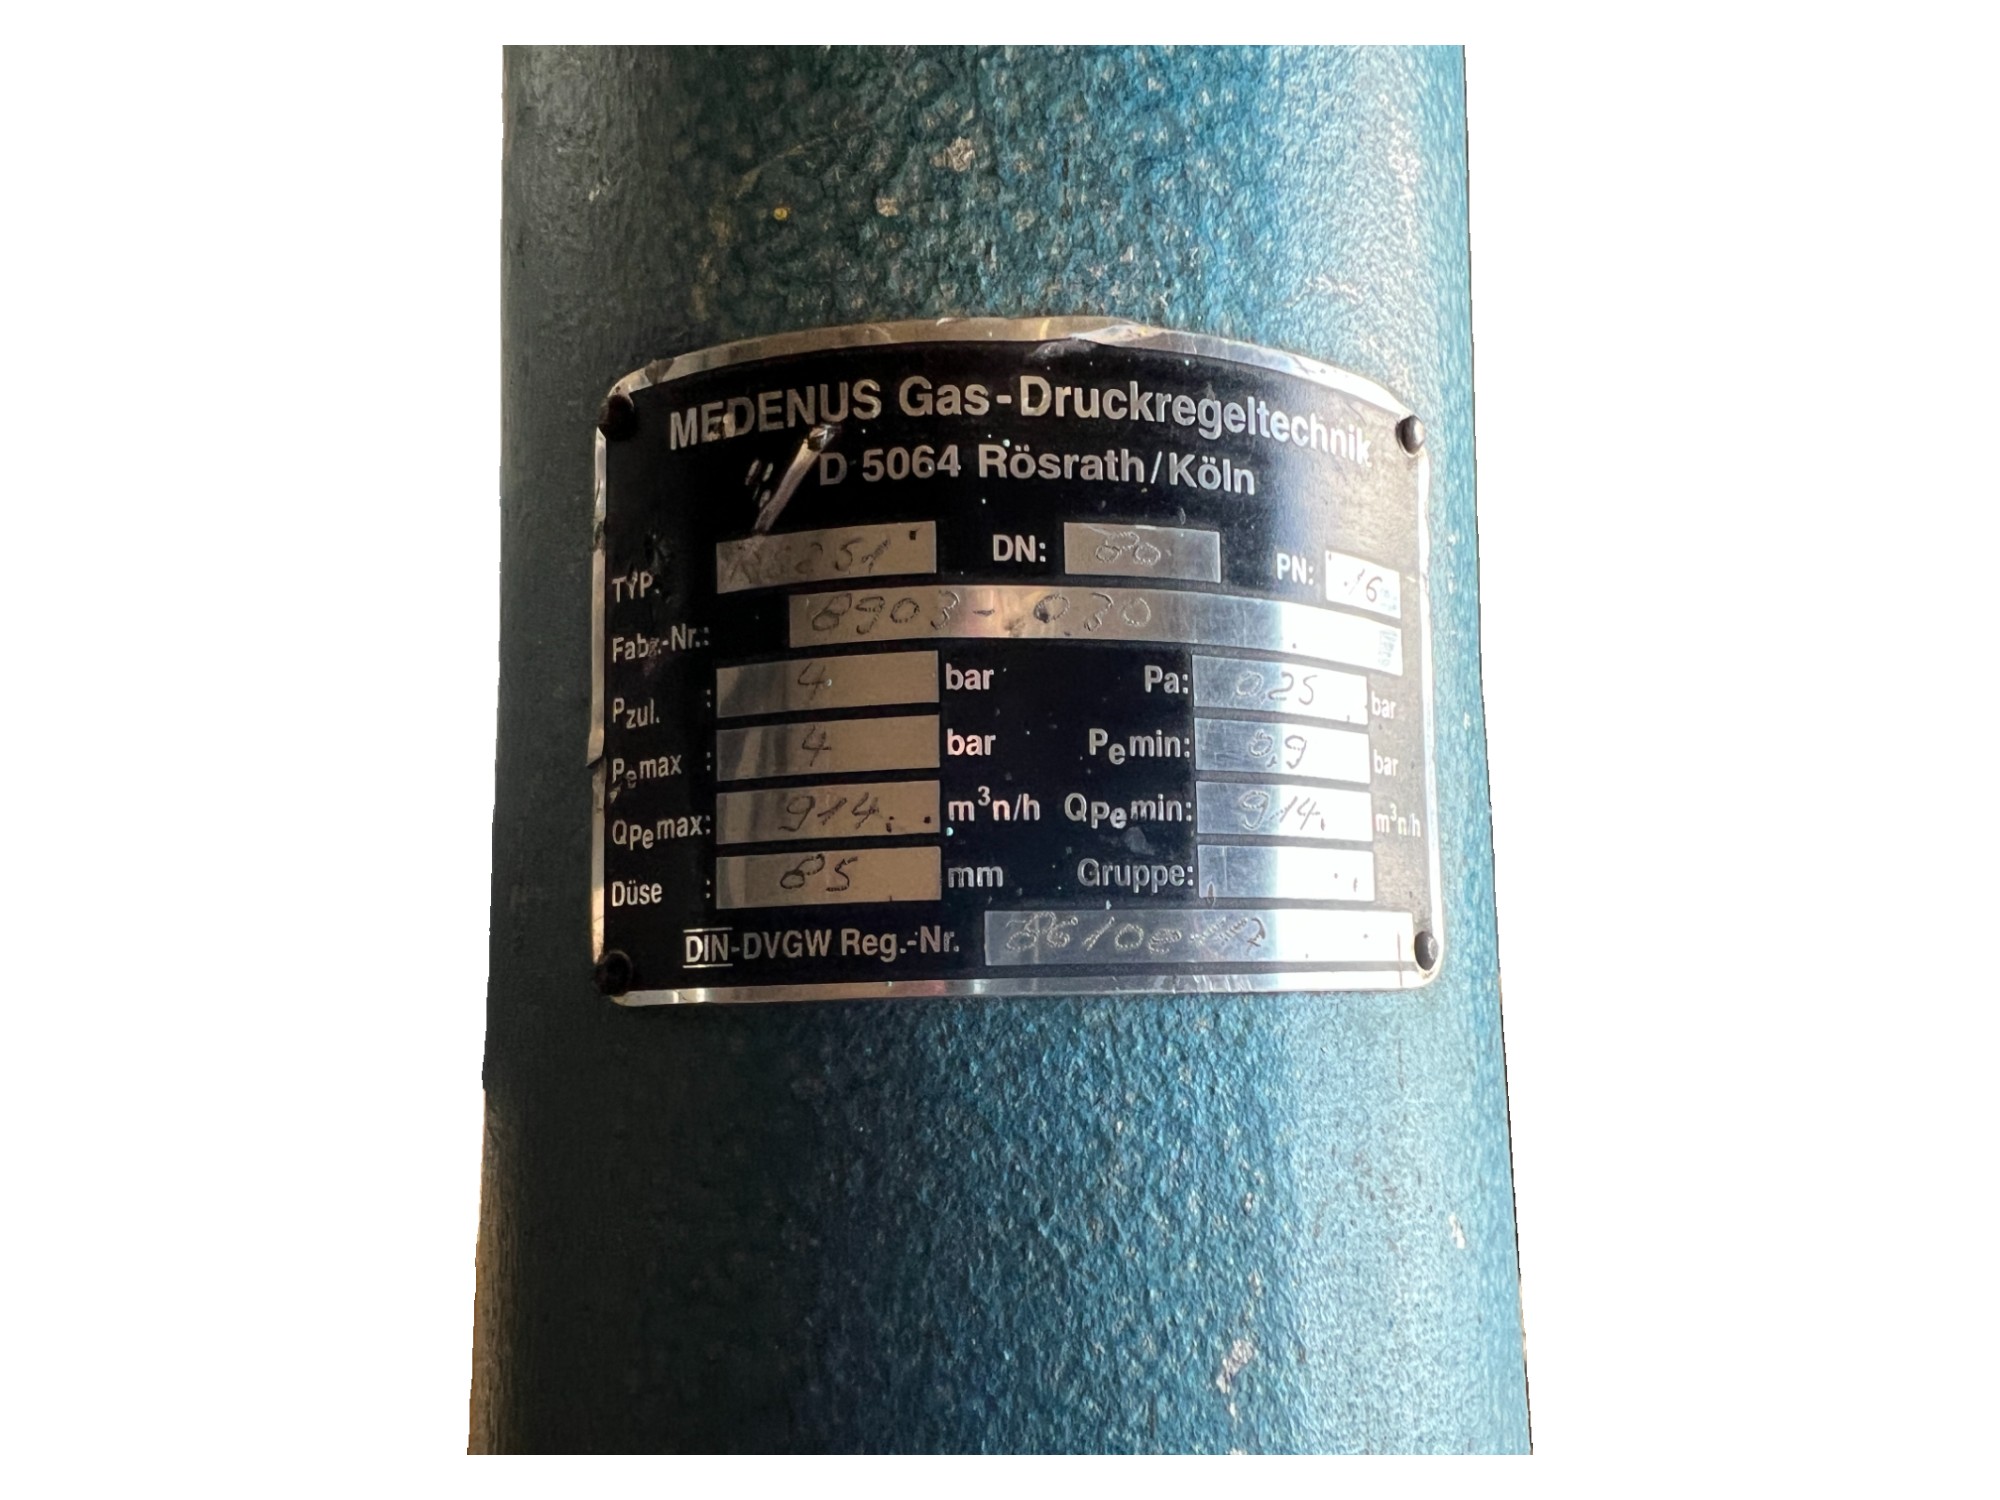 MEDENUS Gas-Druckregeltechnik
D 5064 Rösrath/Köln
TYP. DN: 80 PN: 16
Fabr.-Nr.: 8903-030
Pzul. : 4 bar Pa: 0,25 bar
Pemax : 4 bar Pemin: 0,9 bar
QPemax: 914 m³n/h QPemin: 914 m³n/h
Düse : 85 mm Gruppe:
DIN-DVGW Reg.-Nr.